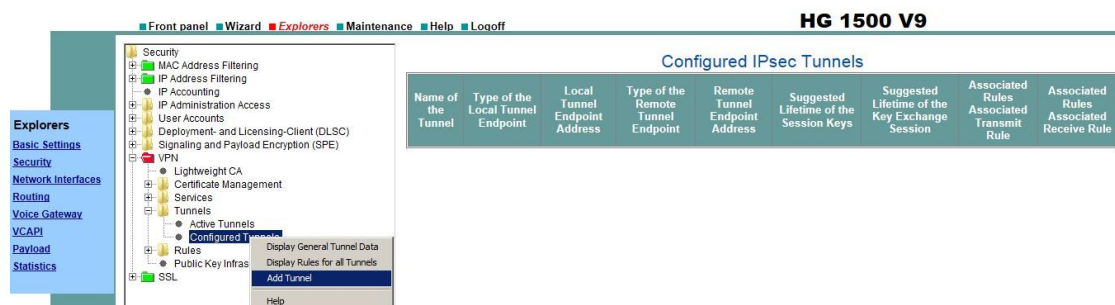 Front panel Wizard Explorers Maintenance Help Logoff
HG 1500 V9
Explorers
Basic Settings
Security
Network Interfaces
Routing
Voice Gateway
VCAPI
Payload
Statistics
Security
MAC Address Filtering
IP Address Filtering
IP Accounting
IP Administration Access
User Accounts
Deployment- and Licensing-Client (DLSC)
Signaling and Payload Encryption (SPE)
VPN
Lightweight CA
Certificate Management
Services
Tunnels
Active Tunnels
Configured Tunnels
Rules
Public Key Infras
SSL
Display General Tunnel Data
Display Rules for all Tunnels
Add Tunnel
Help
Configured IPsec Tunnels
Name of
the
Tunnel
Type of the
Local Tunnel
Endpoint
Local
Tunnel
Endpoint
Address
Type of the
Remote
Tunnel
Endpoint
Remote
Tunnel
Endpoint
Address
Suggested
Lifetime of the
Session Keys
Suggested
Lifetime of the
Key Exchange
Session
Associated
Rules
Associated
Transmit
Rule
Associated
Rules
Associated
Receive Rule